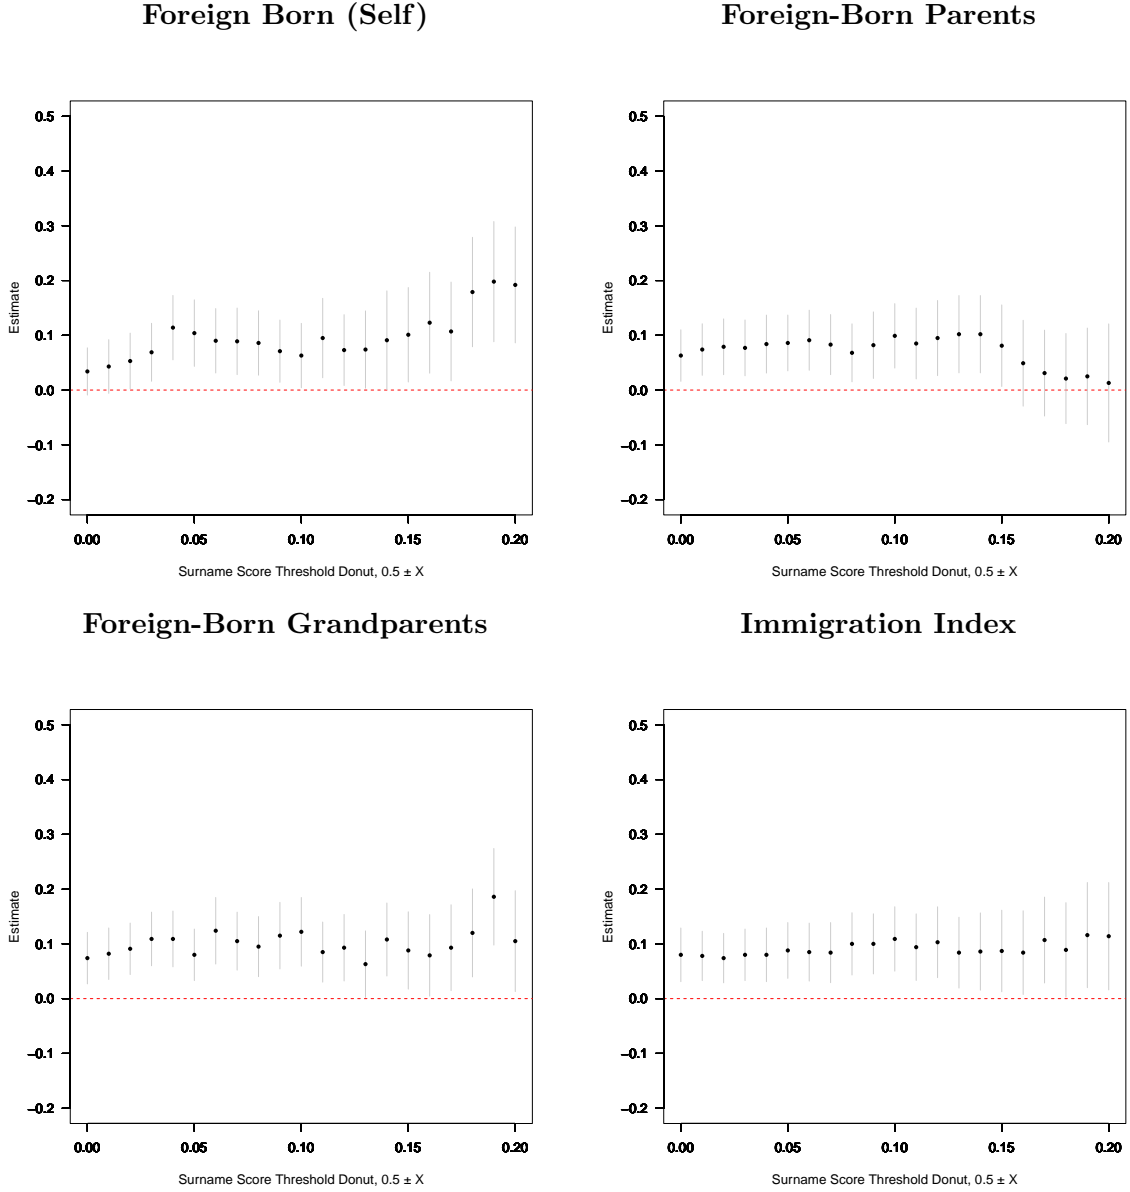 Foreign Born (Self)
0.5
0.4
0.3
0.2
0.1
0.0
−0.1
−0.2
Estimate
0.00 0.05 0.10 0.15 0.20
Surname Score Threshold Donut, 0.5 ± X
Foreign-Born Parents
0.5
0.4
0.3
0.2
0.1
0.0
−0.1
−0.2
Estimate
0.00 0.05 0.10 0.15 0.20
Surname Score Threshold Donut, 0.5 ± X
Foreign-Born Grandparents
0.5
0.4
0.3
0.2
0.1
0.0
−0.1
−0.2
Estimate
0.00 0.05 0.10 0.15 0.20
Surname Score Threshold Donut, 0.5 ± X
Immigration Index
0.5
0.4
0.3
0.2
0.1
0.0
−0.1
−0.2
Estimate
0.00 0.05 0.10 0.15 0.20
Surname Score Threshold Donut, 0.5 ± X